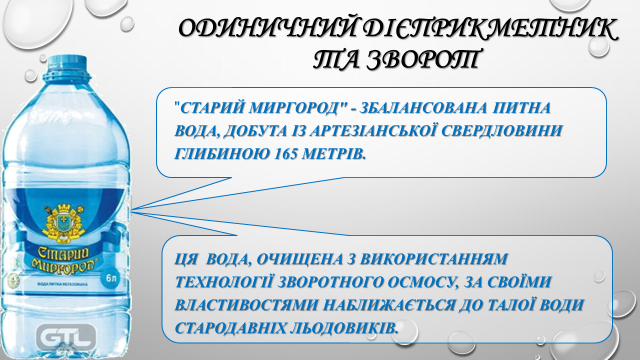 ОДИНИЧНИЙ ДІЄПРИКМЕТНИК
ТА ЗВОРОТ
"СТАРИЙ МИРГОРОД" - ЗБАЛАНСОВАНА ПИТНА
ВОДА, ДОБУТА ІЗ АРТЕЗІАНСЬКОЇ СВЕРДЛОВИНИ
ГЛИБИНОЮ 165 МЕТРІВ.
ЦЯ ВОДА, ОЧИЩЕНА З ВИКОРИСТАННЯМ
ТЕХНОЛОГІЇ ЗВОРОТНОГО ОСМОСУ, ЗА СВОЇМИ
ВЛАСТИВОСТЯМИ НАБЛИЖАЄТЬСЯ ДО ТАЛОЇ ВОДИ
СТАРОДАВНІХ ЛЬОДОВИКІВ.
Старий
Миргород
6л
ВОДА ПИТНА НЕГАЗОВАНА
GTL